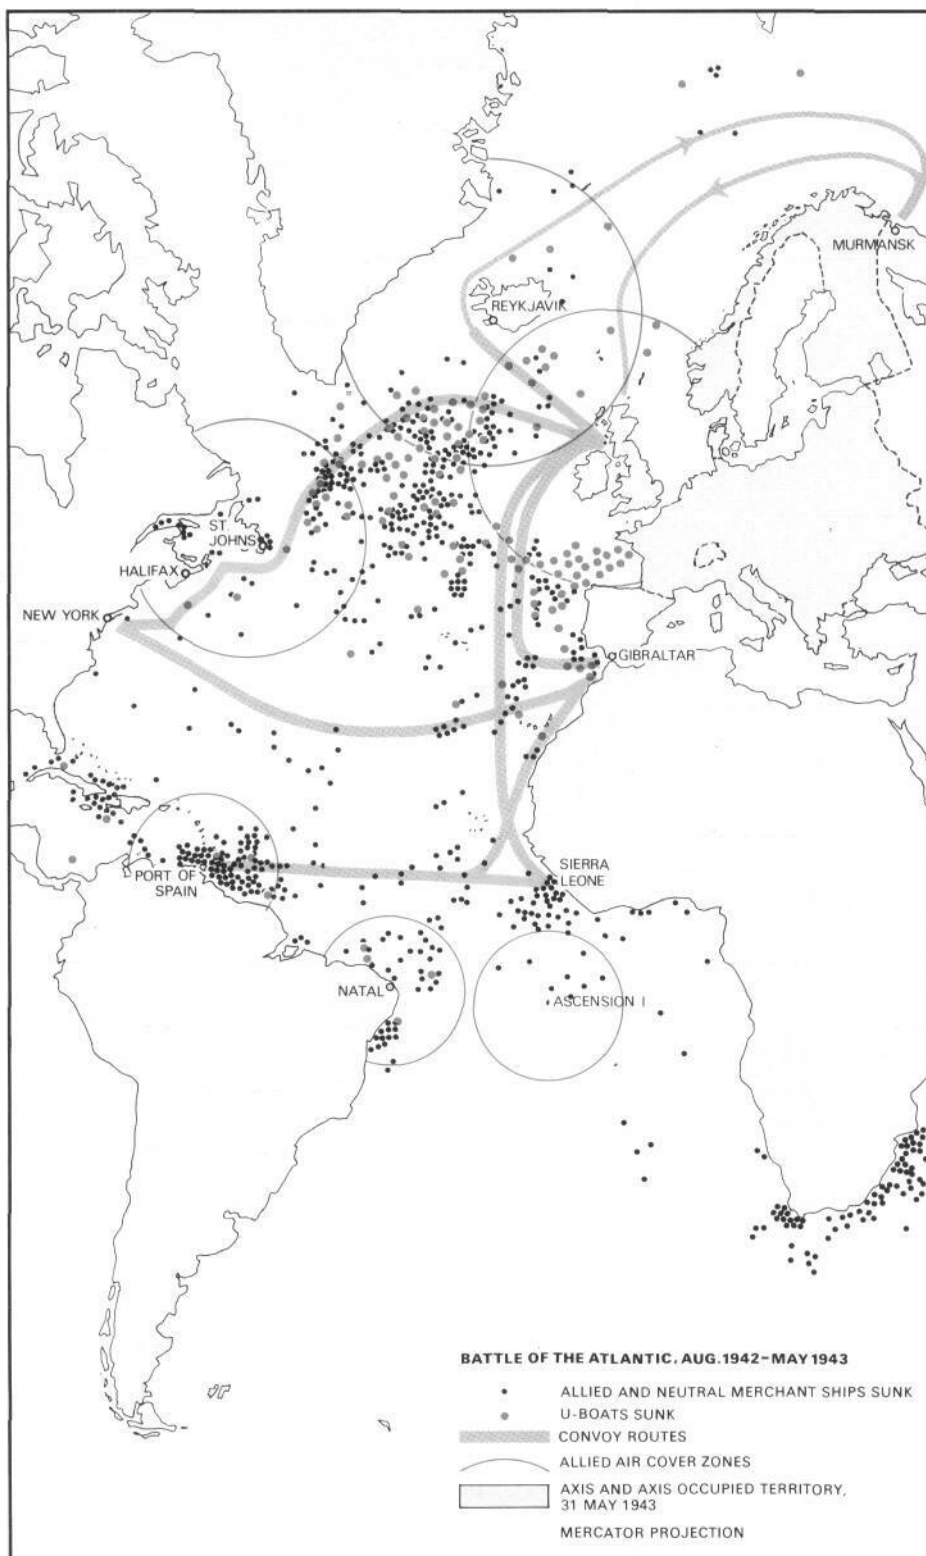 MURMANSK
REYKJAVIK
ST.
JOHNS
HALIFAX
NEW YORK
GIBRALTAR
SIERRA
LEONE
PORT OF
SPAIN
NATAL
ASCENSION I
BATTLE OF THE ATLANTIC, AUG. 1942–MAY 1943
ALLIED AND NEUTRAL MERCHANT SHIPS SUNK
U-BOATS SUNK
CONVOY ROUTES
ALLIED AIR COVER ZONES
AXIS AND AXIS OCCUPIED TERRITORY,
31 MAY 1943
MERCATOR PROJECTION